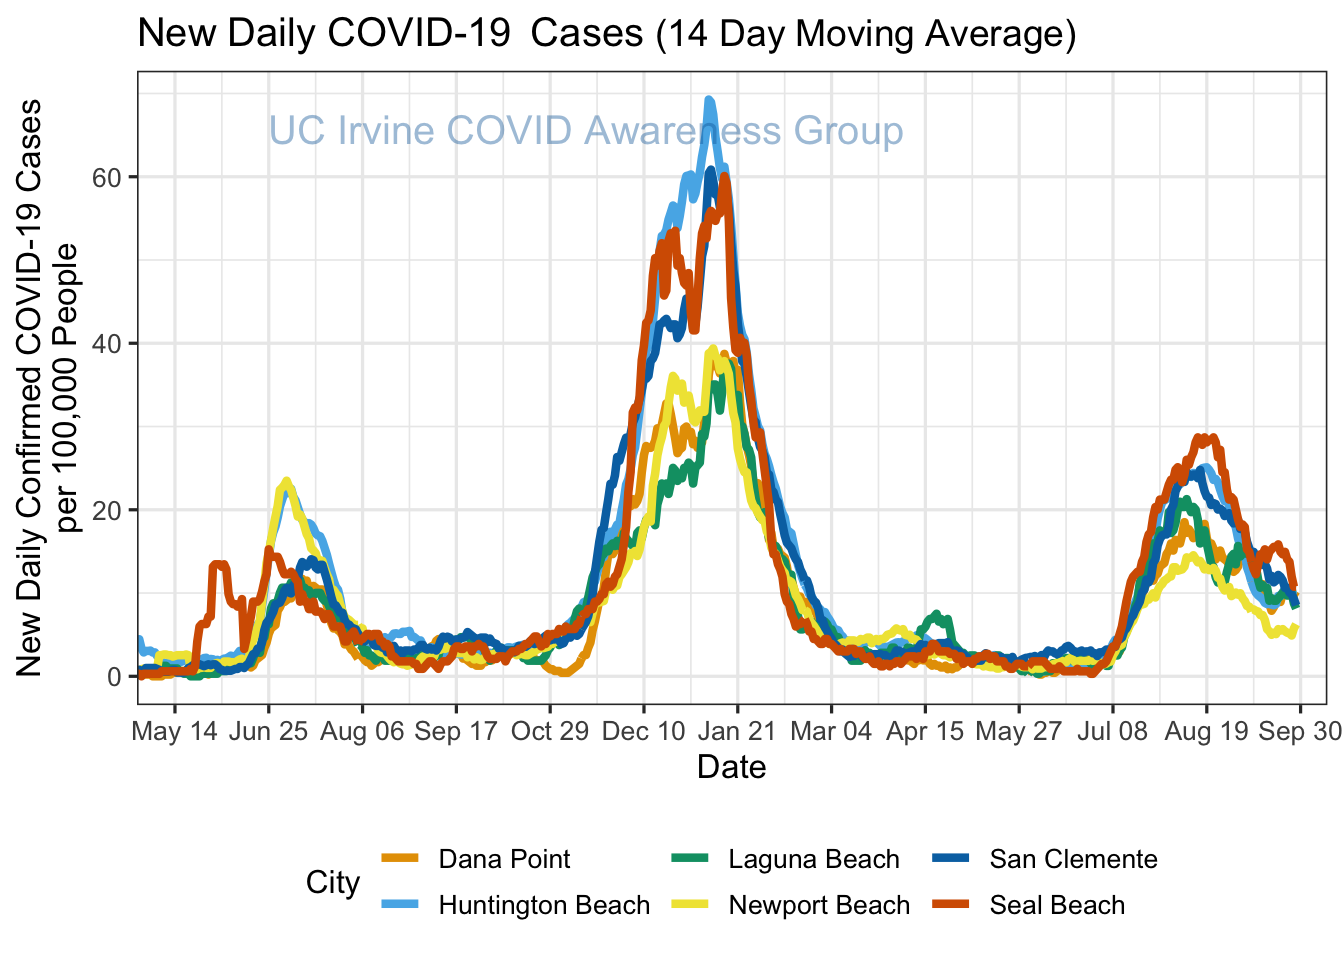 New Daily COVID-19  Cases (14 Day Moving Average)
UC Irvine COVID Awareness Group
New Daily Confirmed COVID-19 Cases
per 100,000 People
60
40
20
0
May 14 Jun 25 Aug 06 Sep 17 Oct 29 Dec 10 Jan 21 Mar 04 Apr 15 May 27 Jul 08 Aug 19 Sep 30
Date
City
Dana Point Laguna Beach San Clemente
Huntington Beach Newport Beach Seal Beach